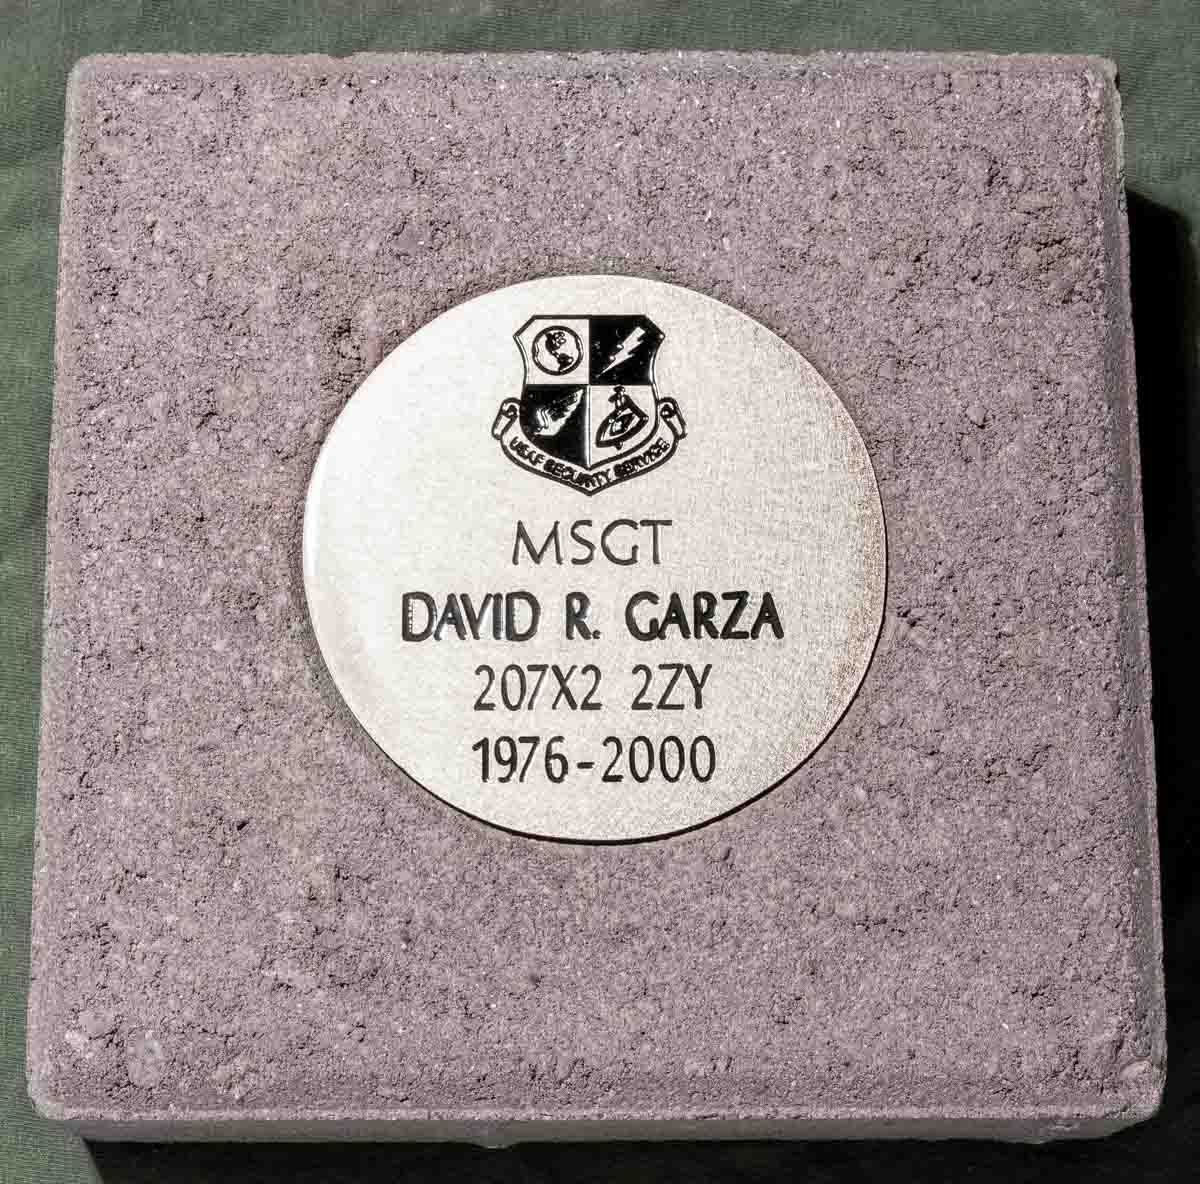 USAF SECURITY SERVICE
MSGT
DAVID R. GARZA
207X2 2ZY
1976-2000